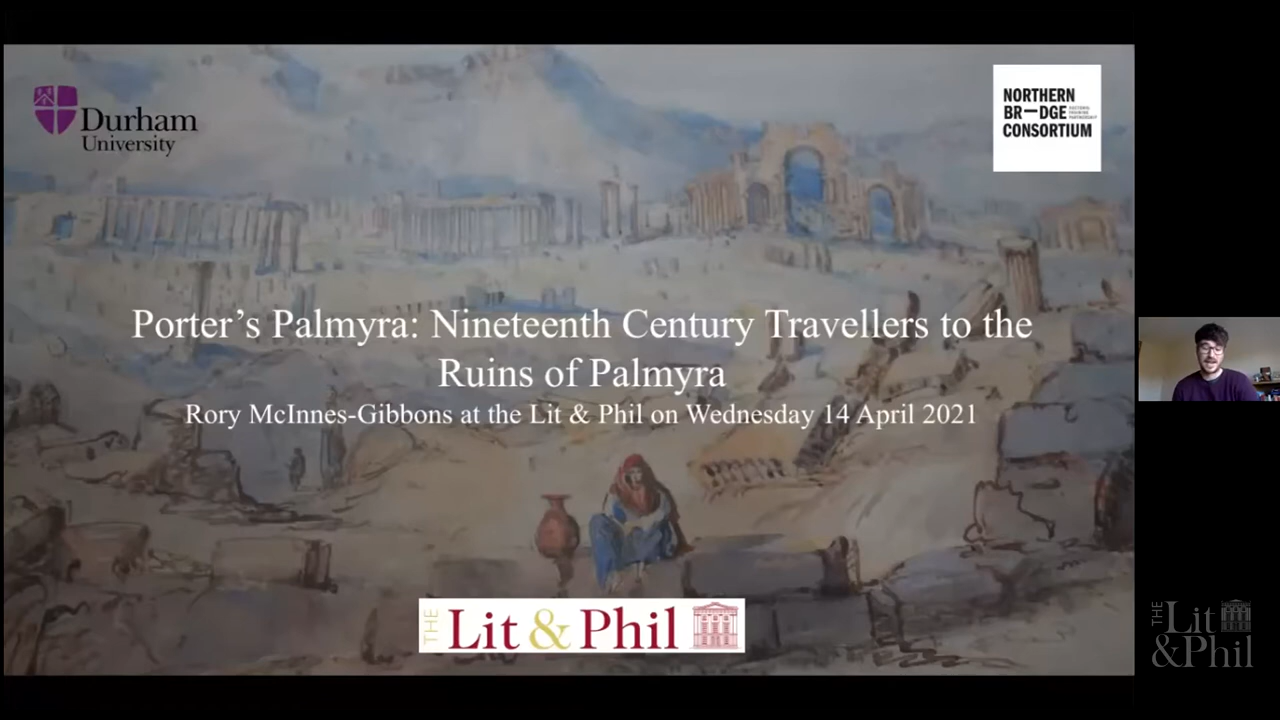 Durham
University
NORTHERN
BR—DGE
CONSORTIUM
Porter's Palmyra: Nineteenth Century Travellers to the
Ruins of Palmyra
Rory McInnes-Gibbons at the Lit & Phil on Wednesday 14 April 2021
THE Lit & Phil
THE Lit
&Phil